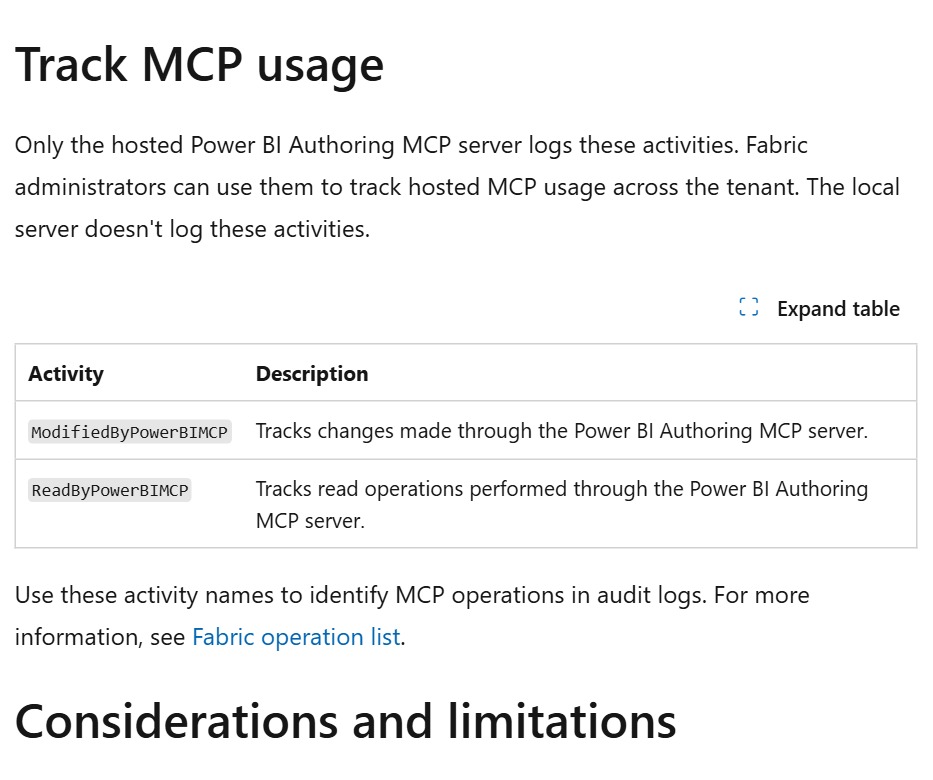 Track MCP usage
Only the hosted Power BI Authoring MCP server logs these activities. Fabric
administrators can use them to track hosted MCP usage across the tenant. The local
server doesn't log these activities.
Expand table
Activity Description
ModifiedByPowerBIMCP Tracks changes made through the Power BI Authoring MCP server.
ReadByPowerBIMCP Tracks read operations performed through the Power BI Authoring
MCP server.
Use these activity names to identify MCP operations in audit logs. For more
information, see Fabric operation list.
Considerations and limitations